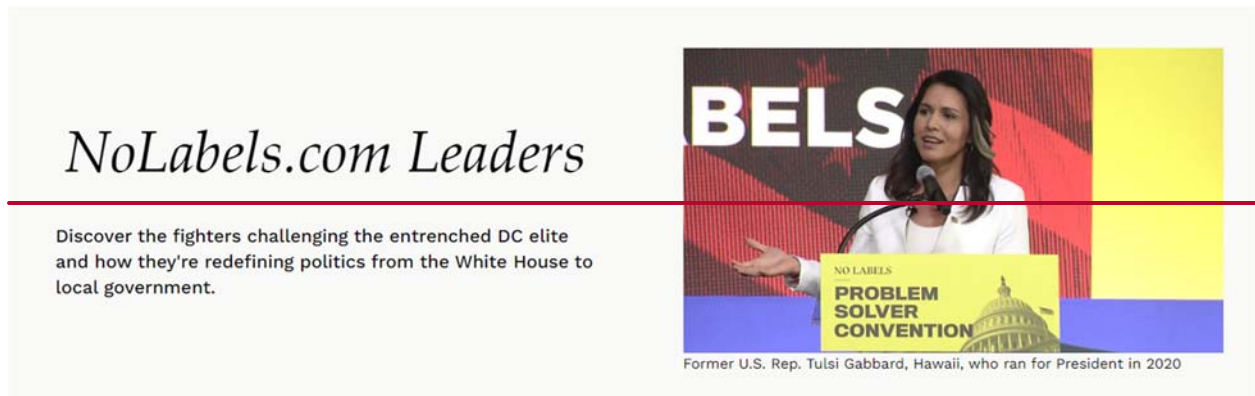 NoLabels.com Leaders
Discover the fighters challenging the entrenched DC elite
and how they're redefining politics from the White House to
local government.
BELS
NO LABELS
PROBLEM
SOLVER
CONVENTION
Former U.S. Rep. Tulsi Gabbard, Hawaii, who ran for President in 2020